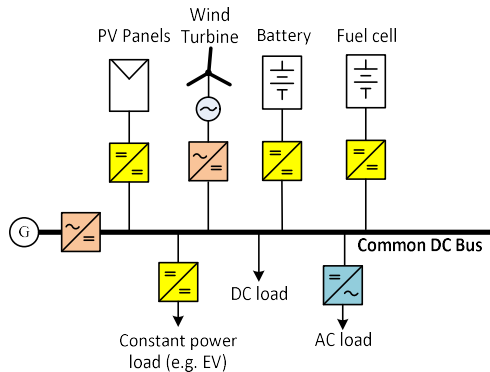 Wind
Turbine
PV Panels
Battery
Fuel cell
G
Common DC Bus
DC load
Constant power
load (e.g. EV)
AC load